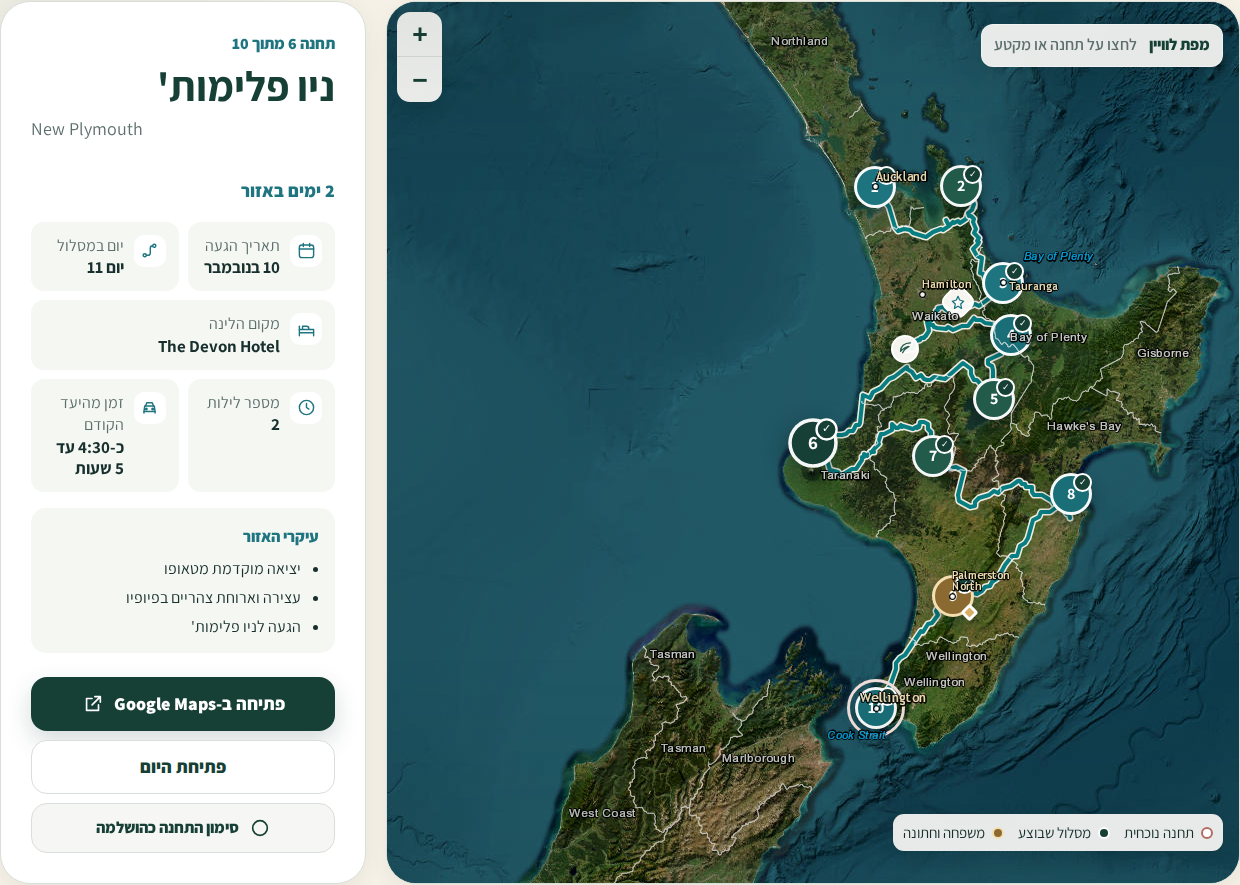 תחנה 6 מתוך 10
ניו פלימות'
New Plymouth
2 ימים באזור
תאריך הגעה
10 בנובמבר
יום במסלול
יום 11
מקום הלינה
The Devon Hotel
מספר לילות
2
זמן מהיעד
הקודם
כ-4:30 עד
5 שעות
עיקרי האזור
יציאה מוקדמת מטאופו
עצירה וארוחת צהריים בפיופיו
הגעה לניו פלימות'
פתיחה ב-Google Maps
פתיחת היום
סימון התחנה כהושלמה
+
−
מפת לוויין
לחצו על תחנה או מקטע
Northland
Auckland
2
Bay of Plenty
Hamilton
Tauranga
Waikato
Bay of Plenty
Gisborne
5
Hawke's Bay
6
7
Taranaki
8
Palmerston
North
Tasman
Wellington
Wellington
Wellington
Cook Strait
Tasman
Marlborough
West Coast
תחנה נוכחית
מסלול שבוצע
משפחה וחתונה